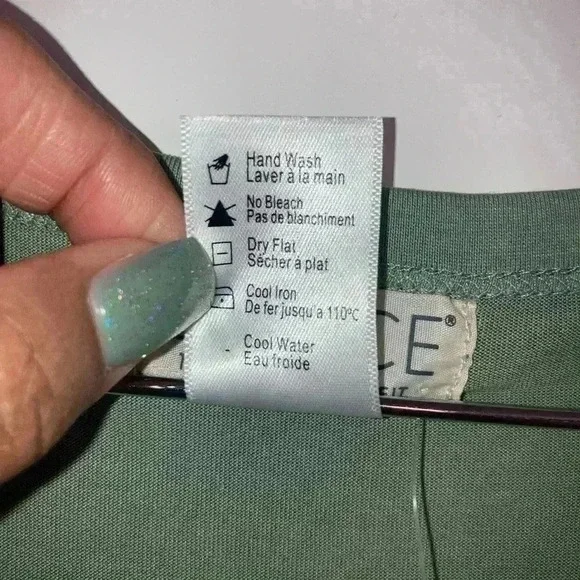 Hand Wash
Laver à la main
No Bleach
Pas de blanchiment
Dry Flat
Sécher à plat
Cool Iron
De fer jusqu a 110°C
Cool Water
Eau froide
CE®
FIT